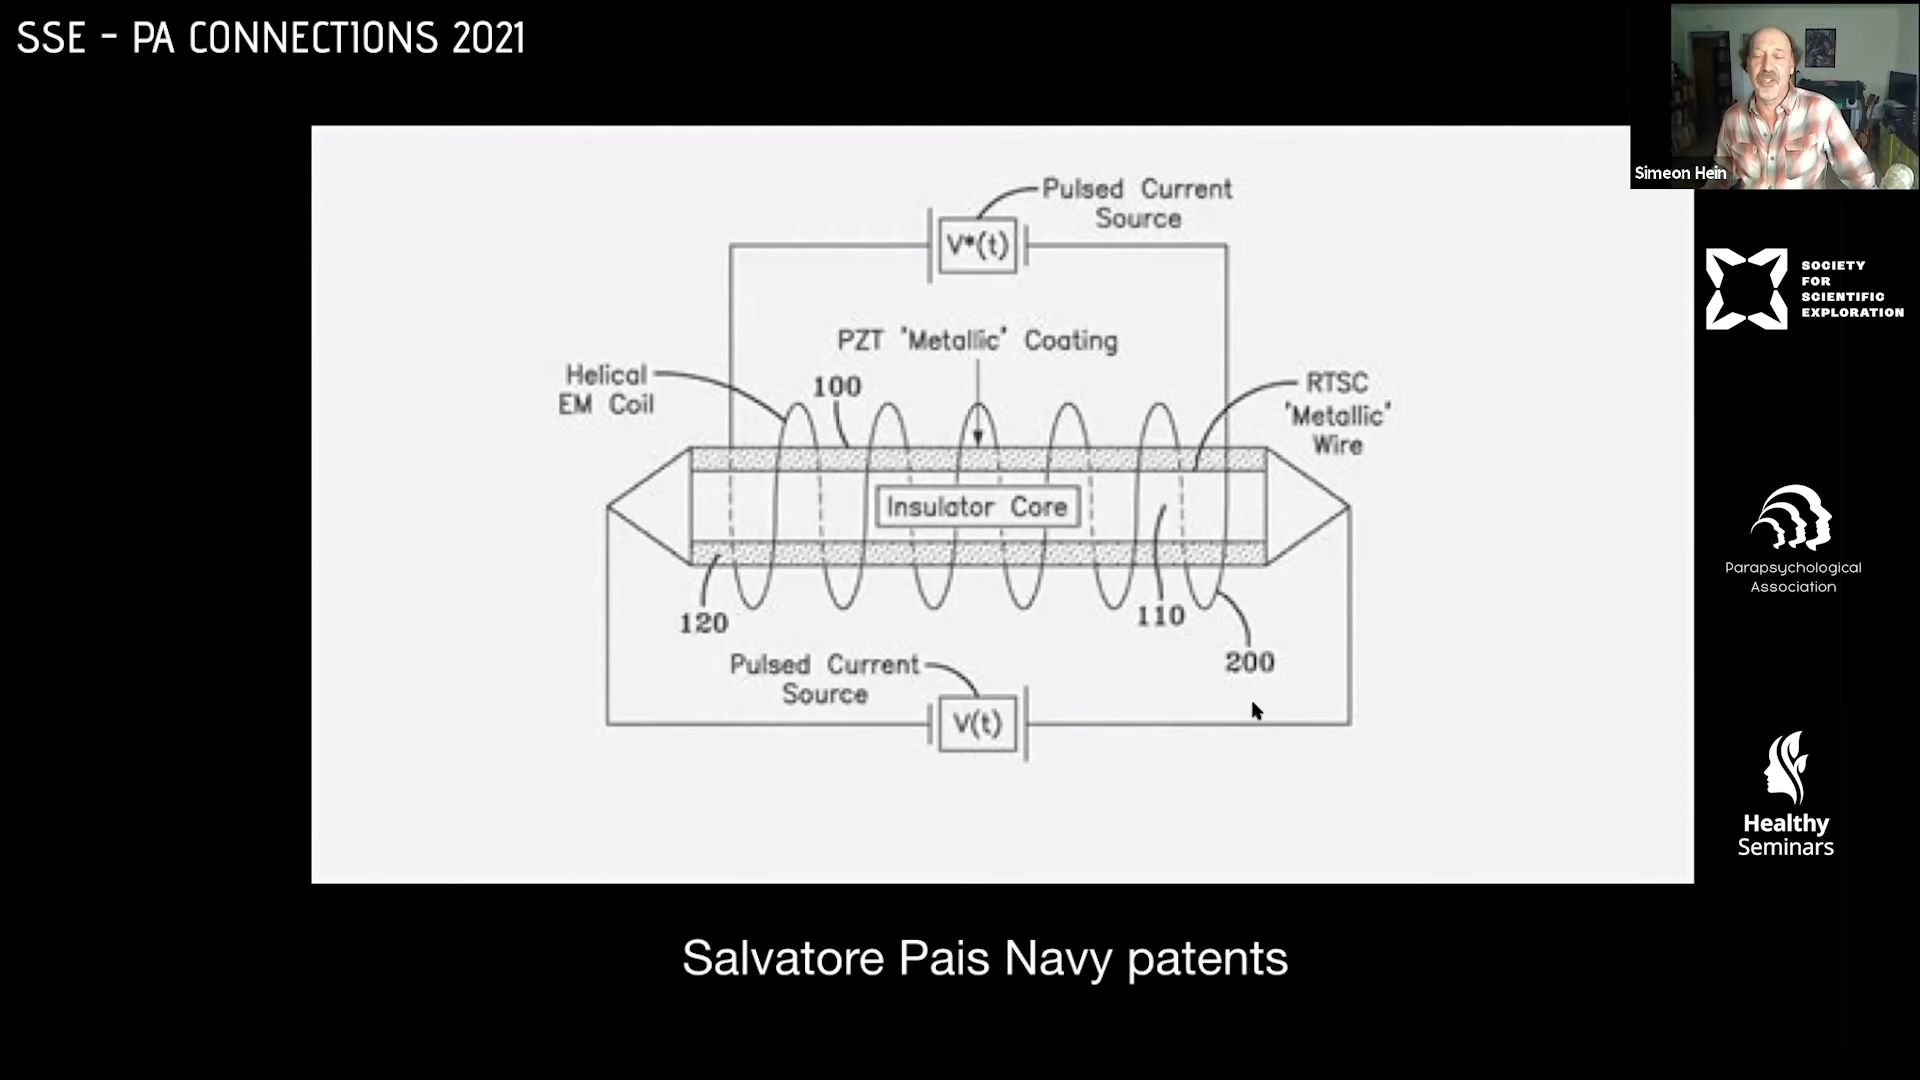 SSE - PA CONNECTIONS 2021
Simeon Hein
Pulsed Current
Source
V*(t)
PZT 'Metallic' Coating
Helical
EM Coil
100
RTSC
'Metallic'
Wire
Insulator Core
120
110
200
Pulsed Current
Source
V(t)
SOCIETY
FOR
SCIENTIFIC
EXPLORATION
Parapsychological
Association
Healthy
Seminars
Salvatore Pais Navy patents